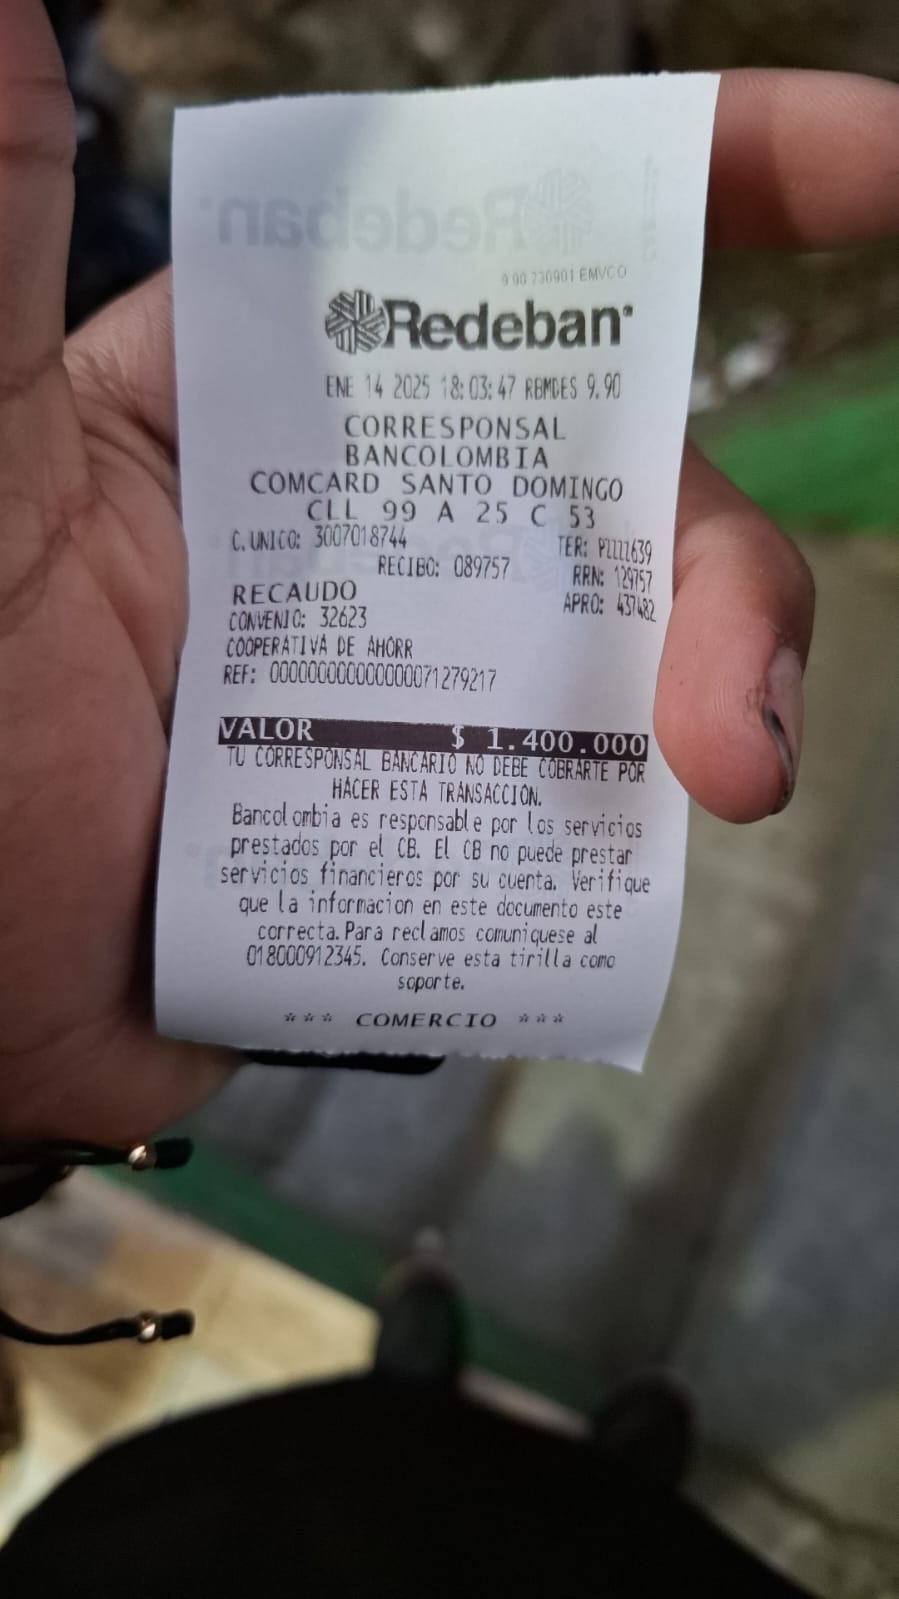 Redeban
9.90 230901 EMVCO
Redeban
ENE 14 2025 18:03:47 RBMDES 9.90
CORRESPONSAL
BANCOLOMBIA
COMCARD SANTO DOMINGO
CLL 99 A 25 C 53
C. UNICO: 3007018744 TER: PZZZ1639
RECIBO: 089757 RRN: 129757
RECAUDO APRO: 437482
CONVENIO: 32623
COOPERATIVA DE AHORR
REF: 000000000000000071279217
VALOR $ 1.400.000
TU CORRESPONSAL BANCARIO NO DEBE COBRARTE POR
HACER ESTA TRANSACCION.
Bancolombia es responsable por los servicios
prestados por el CB. El CB no puede prestar
servicios financieros por su cuenta. Verifique
que la informacion en este documento este
correcta. Para reclamos comuniquese al
018000912345. Conserve esta tirilla como
soporte.
*** COMERCIO ***